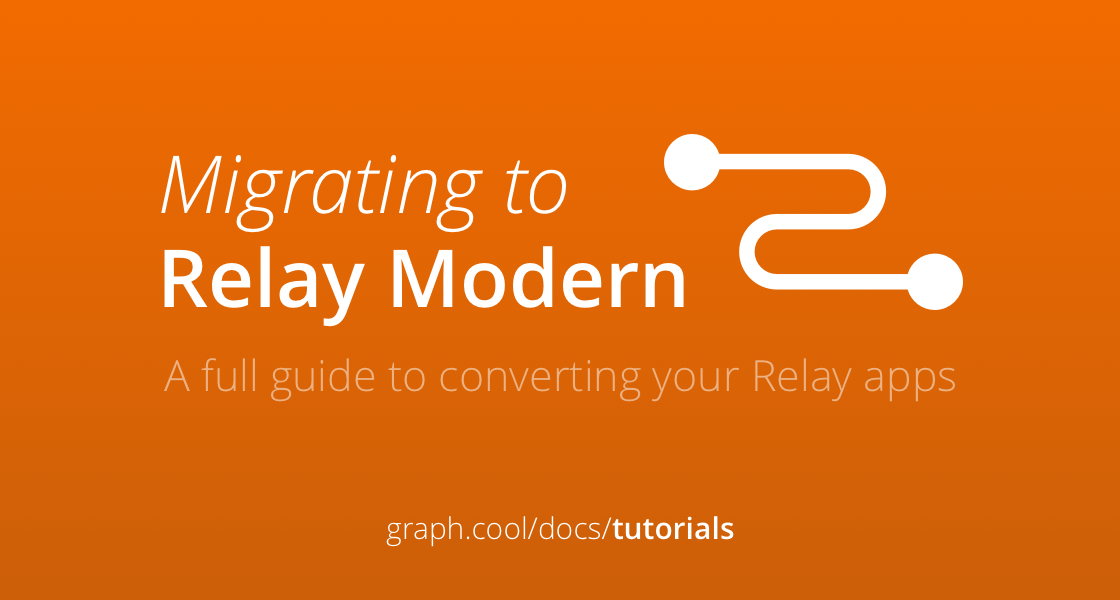 Migrating to
Relay Modern
A full guide to converting your Relay apps
graph.cool/docs/tutorials